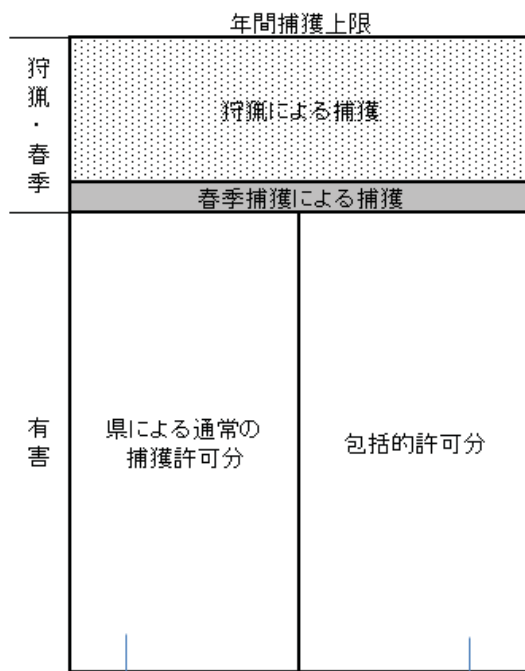 年間捕獲上限
狩猟・春季
狩猟による捕獲
春季捕獲による捕獲
有害
県による通常の
捕獲許可分
包括的許可分